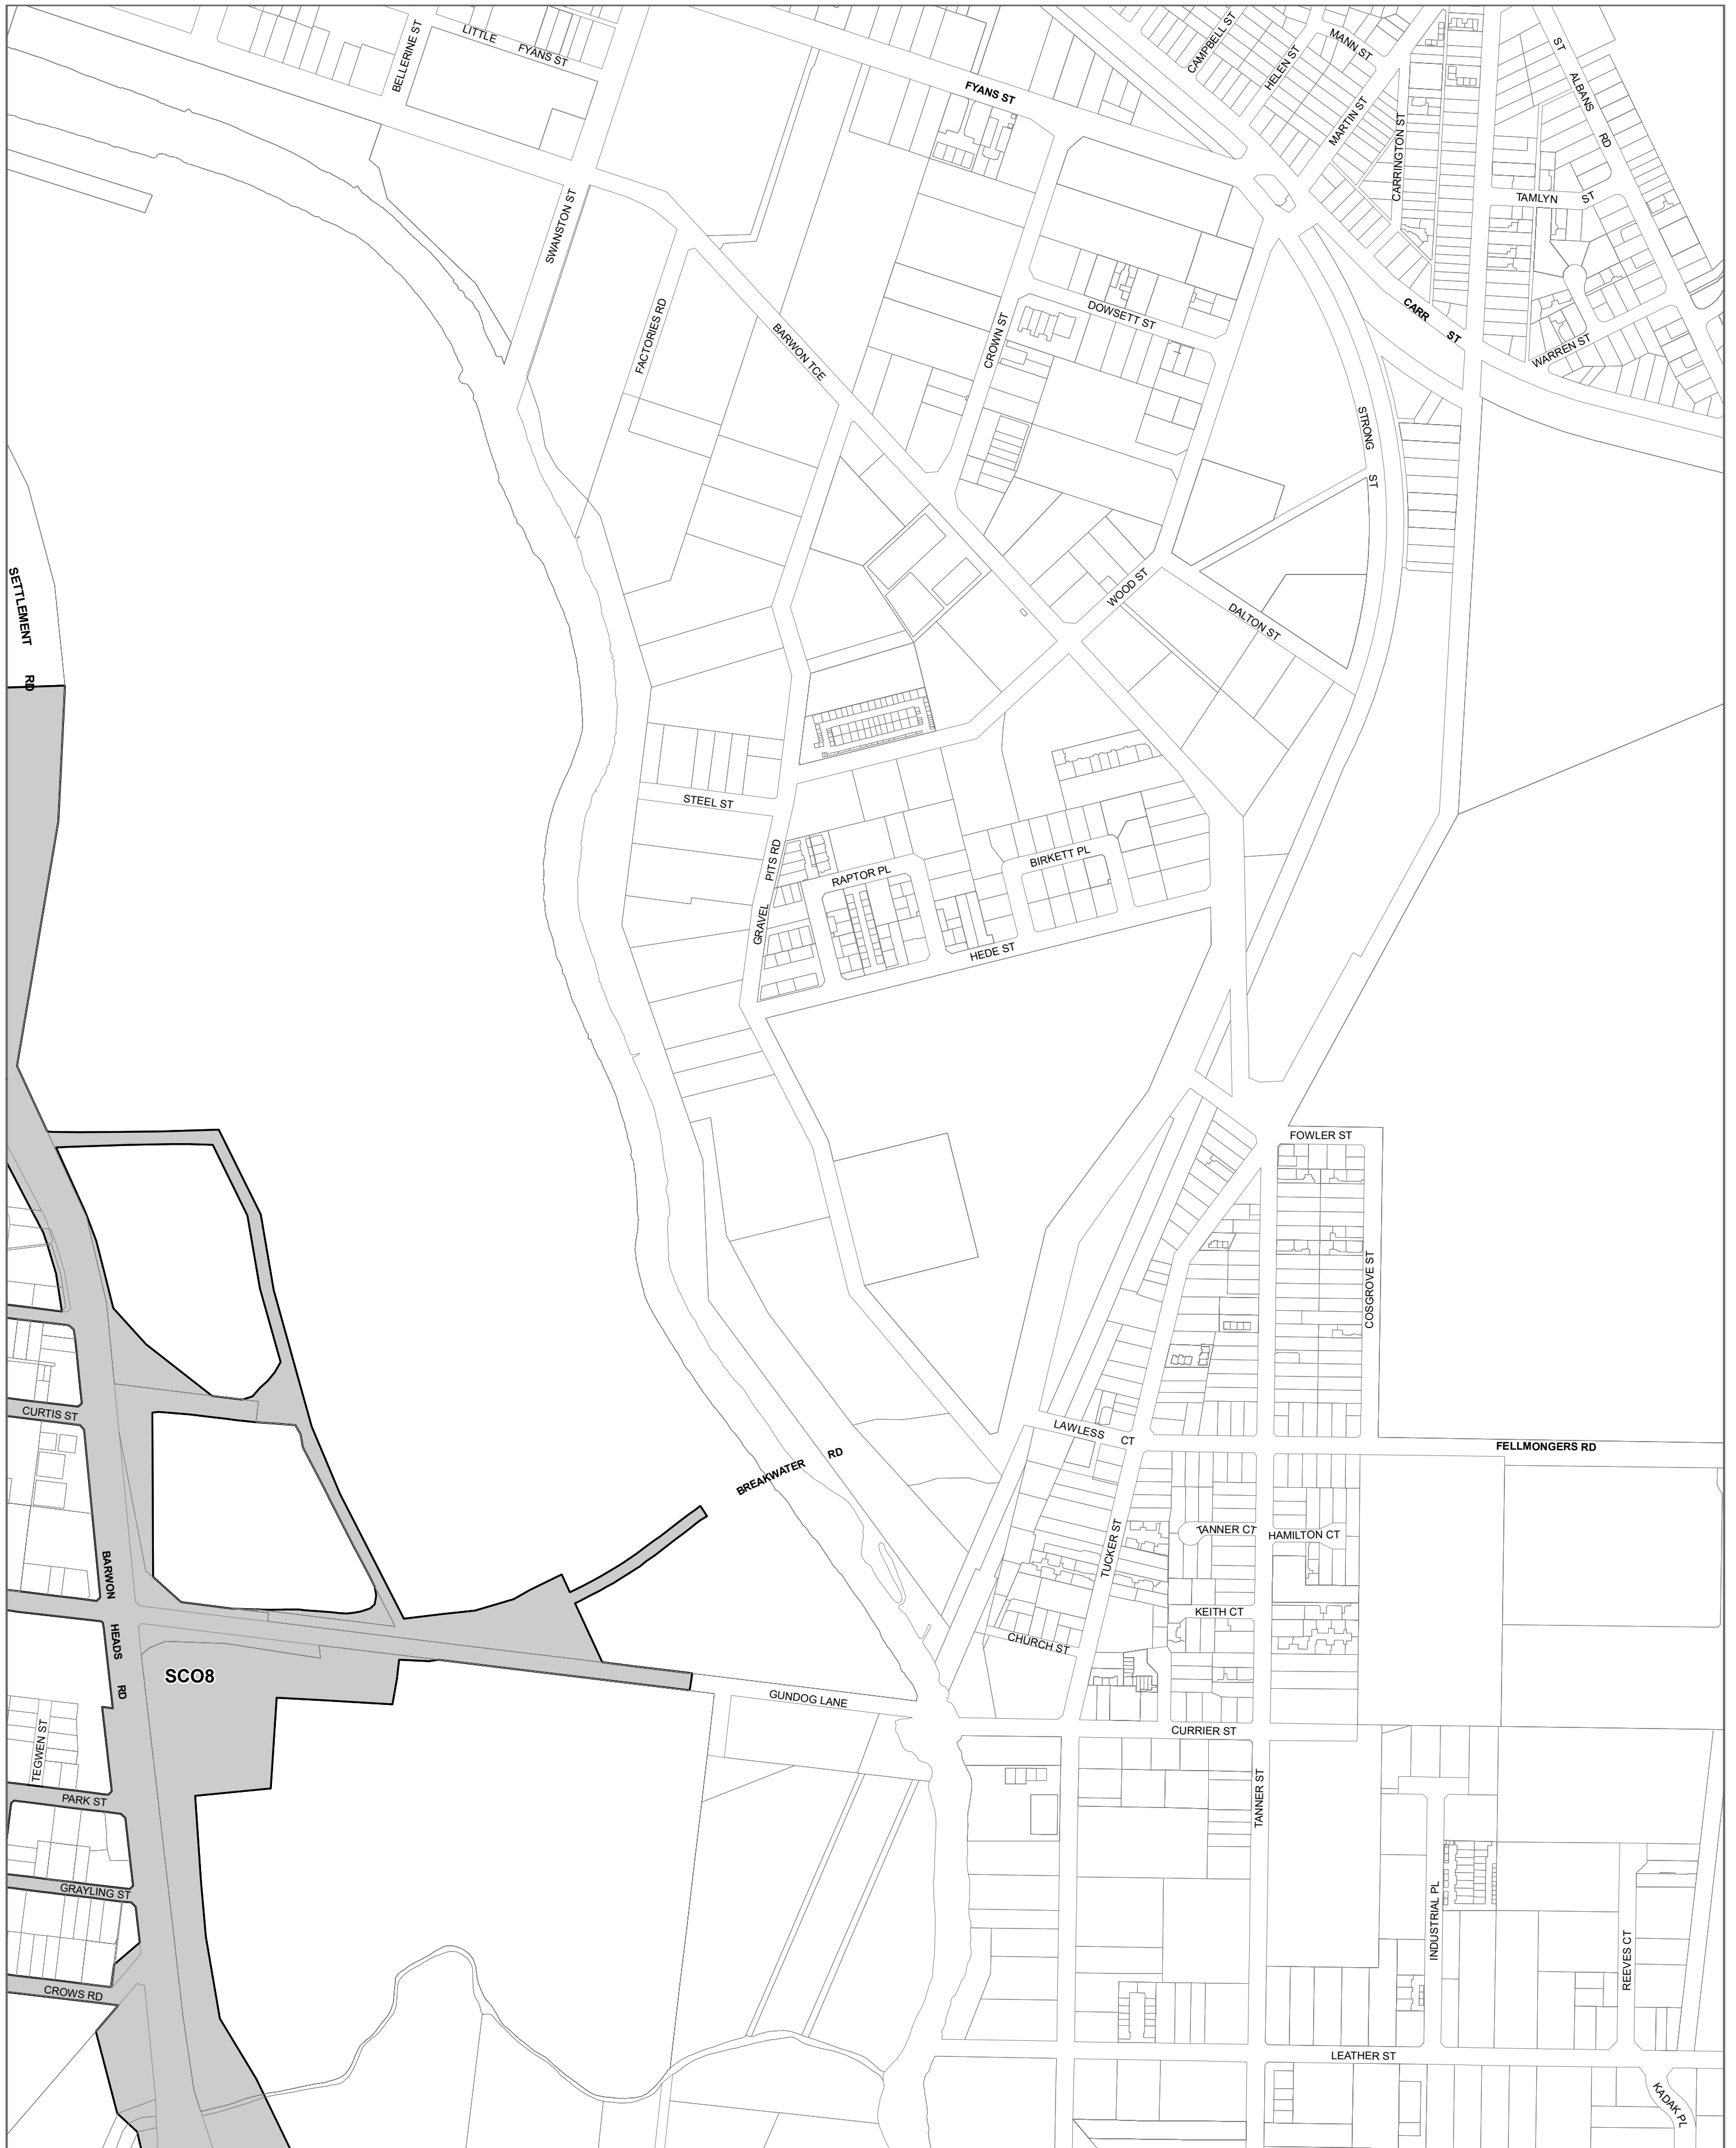 LITTLE FYANS ST
BELLERINE ST
CAMPBELL ST
HELEN ST
MANN ST
MARTIN ST
CARRINGTON ST
ST ALBANS RD
FYANS ST
TAMLYN ST
SWANSTON ST
FACTORIES RD
BARWON TCE
CROWN ST
DOWSETT ST
CARR ST
WARREN ST
STRONG ST
SETTLEMENT RD
WOOD ST
DALTON ST
STEEL ST
GRAVEL PITS RD
RAPTOR PL
BIRKETT PL
HEDE ST
FOWLER ST
COSGROVE ST
CURTIS ST
LAWLESS CT
FELLMONGERS RD
BREAKWATER RD
TUCKER ST
TANNER CT
HAMILTON CT
BARWON HEADS RD
KEITH CT
CHURCH ST
SCO8
GUNDOG LANE
CURRIER ST
TEGWEN ST
PARK ST
TANNER ST
GRAYLING ST
INDUSTRIAL PL
REEVES CT
CROWS RD
LEATHER ST
KADAK PL